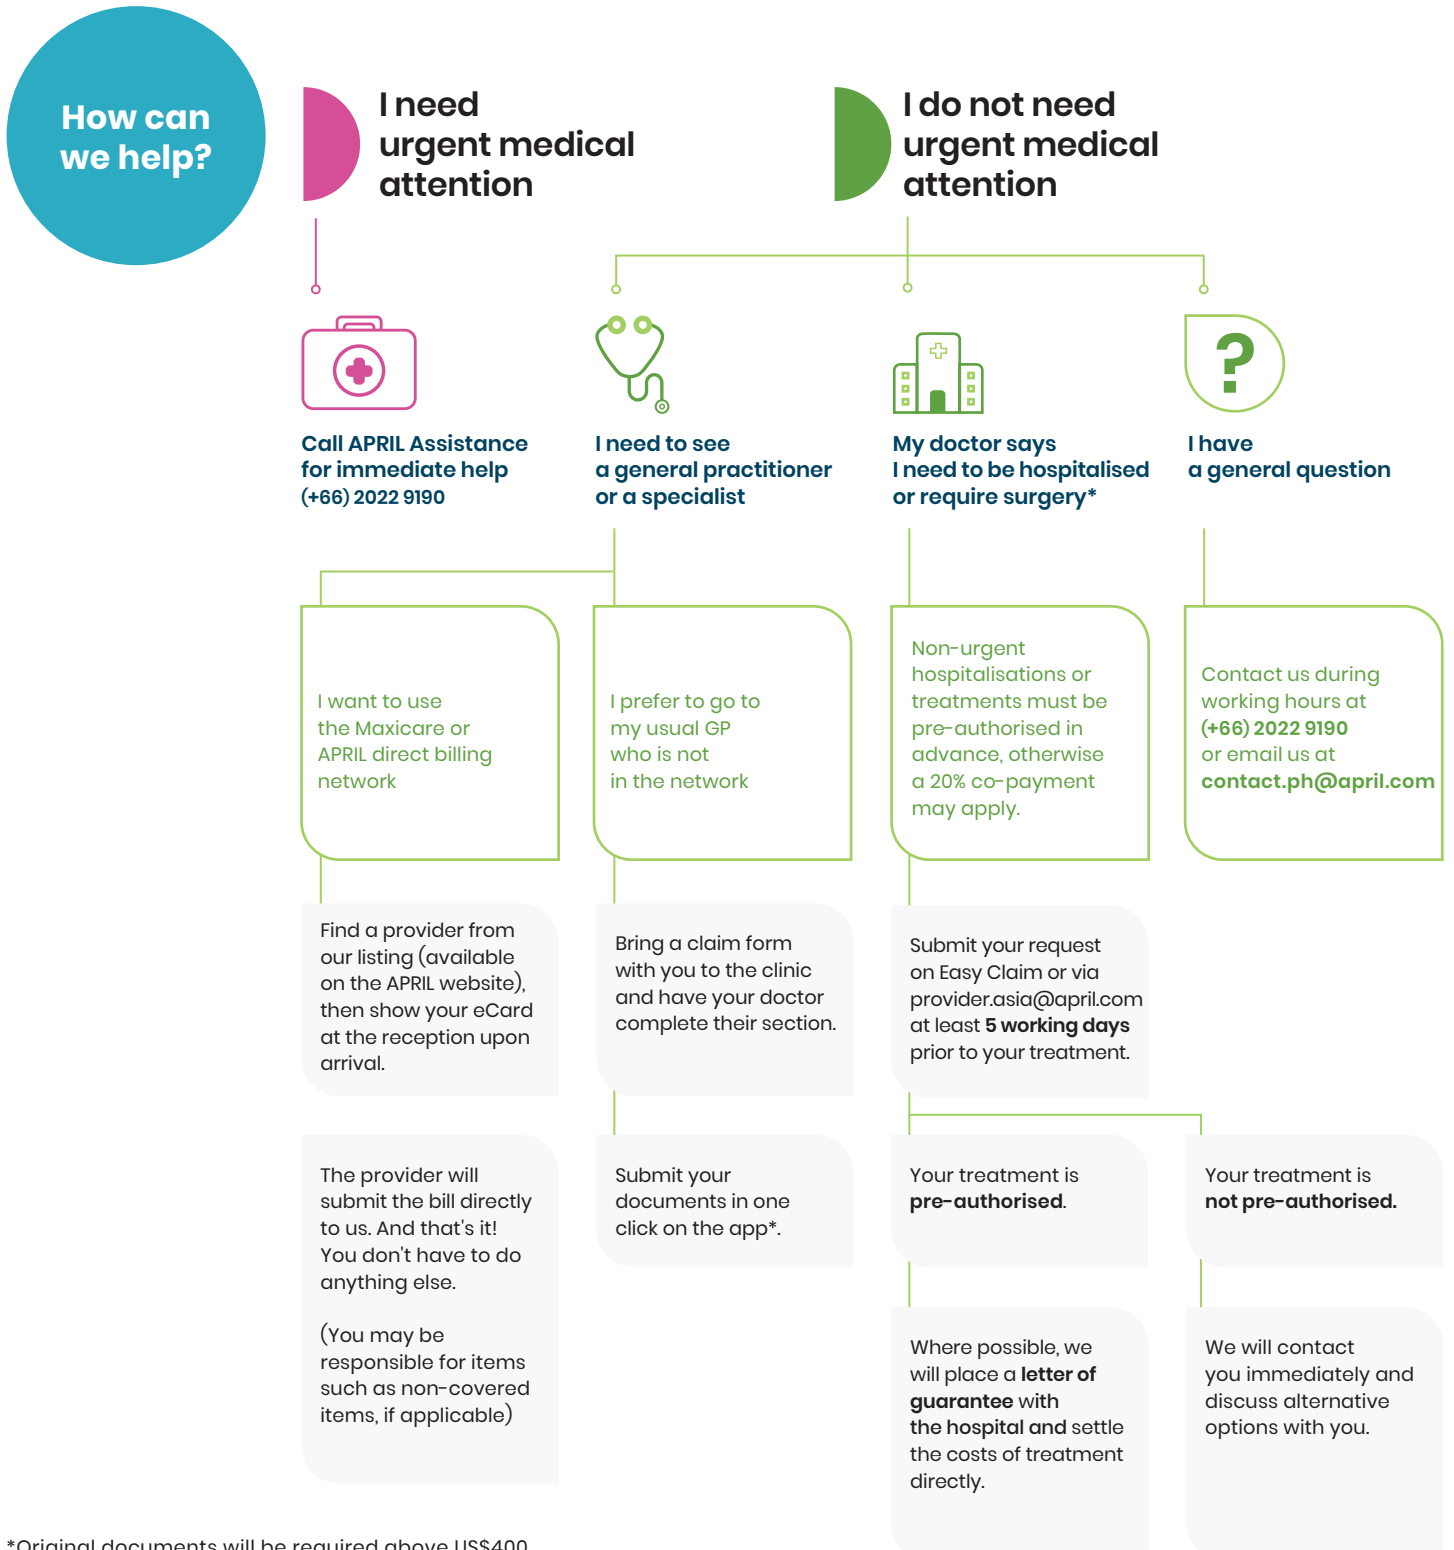 How can
we help?
I need
urgent medical
attention
I do not need
urgent medical
attention
Call APRIL Assistance
for immediate help
(+66) 2022 9190
I need to see
a general practitioner
or a specialist
My doctor says
I need to be hospitalised
or require surgery*
I have
a general question
?
I want to use
the Maxicare or
APRIL direct billing
network
I prefer to go to
my usual GP
who is not
in the network
Non-urgent
hospitalisations or
treatments must be
pre-authorised in
advance, otherwise
a 20% co-payment
may apply.
Contact us during
working hours at
(+66) 2022 9190
or email us at
contact.ph@april.com
Find a provider from
our listing (available
on the APRIL website),
then show your eCard
at the reception upon
arrival.
Bring a claim form
with you to the clinic
and have your doctor
complete their section.
Submit your request
on Easy Claim or via
provider.asia@april.com
at least 5 working days
prior to your treatment.
The provider will
submit the bill directly
to us. And that's it!
You don't have to do
anything else.
(You may be
responsible for items
such as non-covered
items, if applicable)
Submit your
documents in one
click on the app*.
Your treatment is
pre-authorised.
Your treatment is
not pre-authorised.
Where possible, we
will place a letter of
guarantee with
the hospital and settle
the costs of treatment
directly.
We will contact
you immediately and
discuss alternative
options with you.
*Original documents will be required above US$400